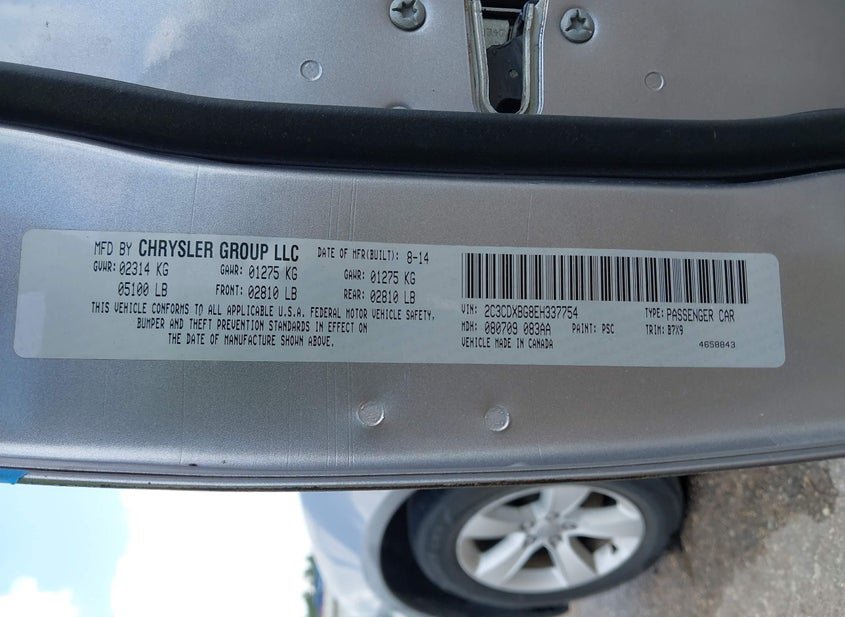 MFD BY CHRYSLER GROUP LLC DATE OF MFR(BUILT): 8-14
GVWR: 02314 KG GAWR: 01275 KG GAWR: 01275 KG
05100 LB FRONT: 02810 LB REAR: 02810 LB
THIS VEHICLE CONFORMS TO ALL APPLICABLE U.S.A. FEDERAL MOTOR VEHICLE SAFETY,
BUMPER AND THEFT PREVENTION STANDARDS IN EFFECT ON
THE DATE OF MANUFACTURE SHOWN ABOVE.
VIN: 2C3CDXBG8EH337754 TYPE: PASSENGER CAR
MDH: 080709 083AA PAINT: PSC TRIM: B7X9
VEHICLE MADE IN CANADA 4658843